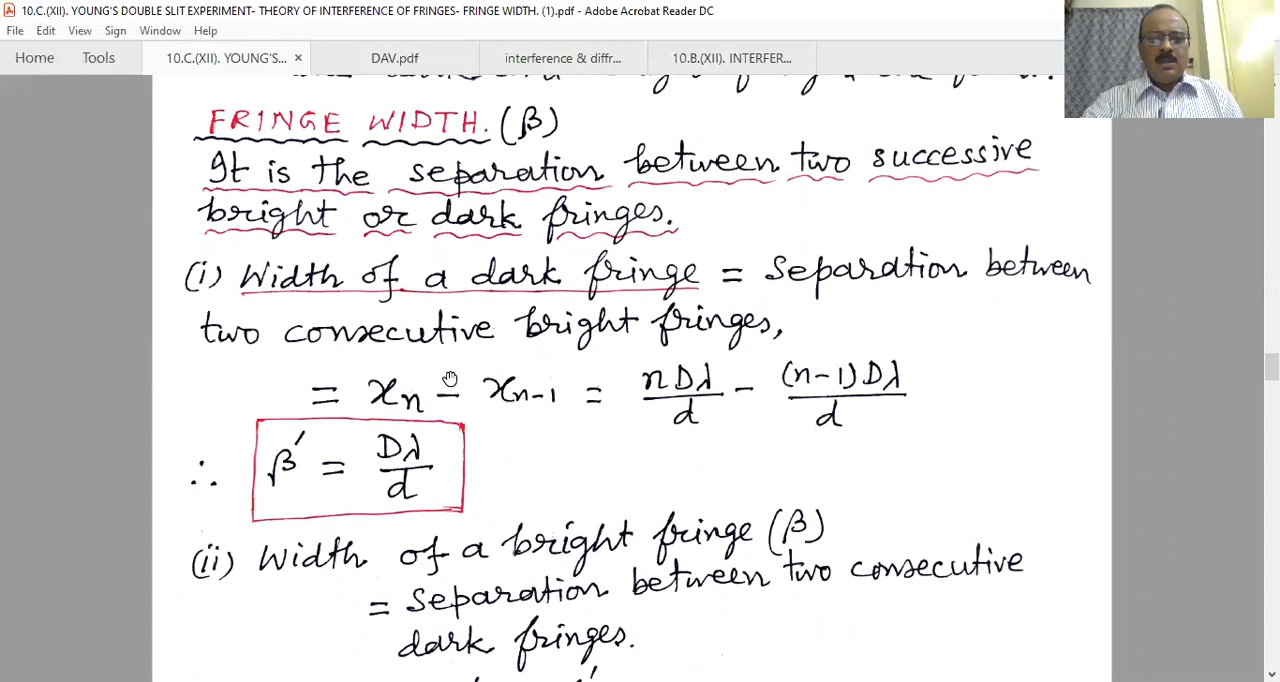 10.C.(XII). YOUNG'S DOUBLE SLIT EXPERIMENT- THEORY OF INTERFERENCE OF FRINGES- FRINGE WIDTH. (1).pdf - Adobe Acrobat Reader DC
File Edit View Sign Window Help
Home Tools 10.C.(XII). YOUNG'S... × DAV.pdf interference & diffr... 10.B.(XII). INTERFER...
FRINGE WIDTH. (β)
It is the separation between two successive
bright or dark fringes.
(i) Width of a dark fringe = Separation between
two consecutive bright fringes,
= xₙ – xₙ₋₁ = nDλ/d – (n-1)Dλ/d
∴ β' = Dλ/d
(ii) Width of a bright fringe (β)
= Separation between two consecutive
dark fringes.